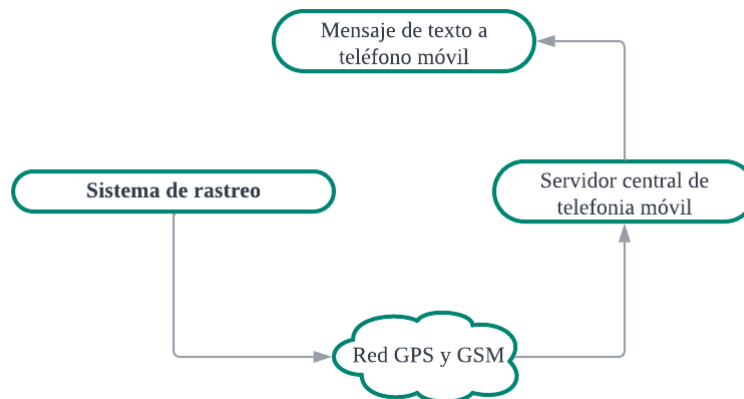 Mensaje de texto a
teléfono móvil
Sistema de rastreo
Servidor central de
telefonia móvil
Red GPS y GSM